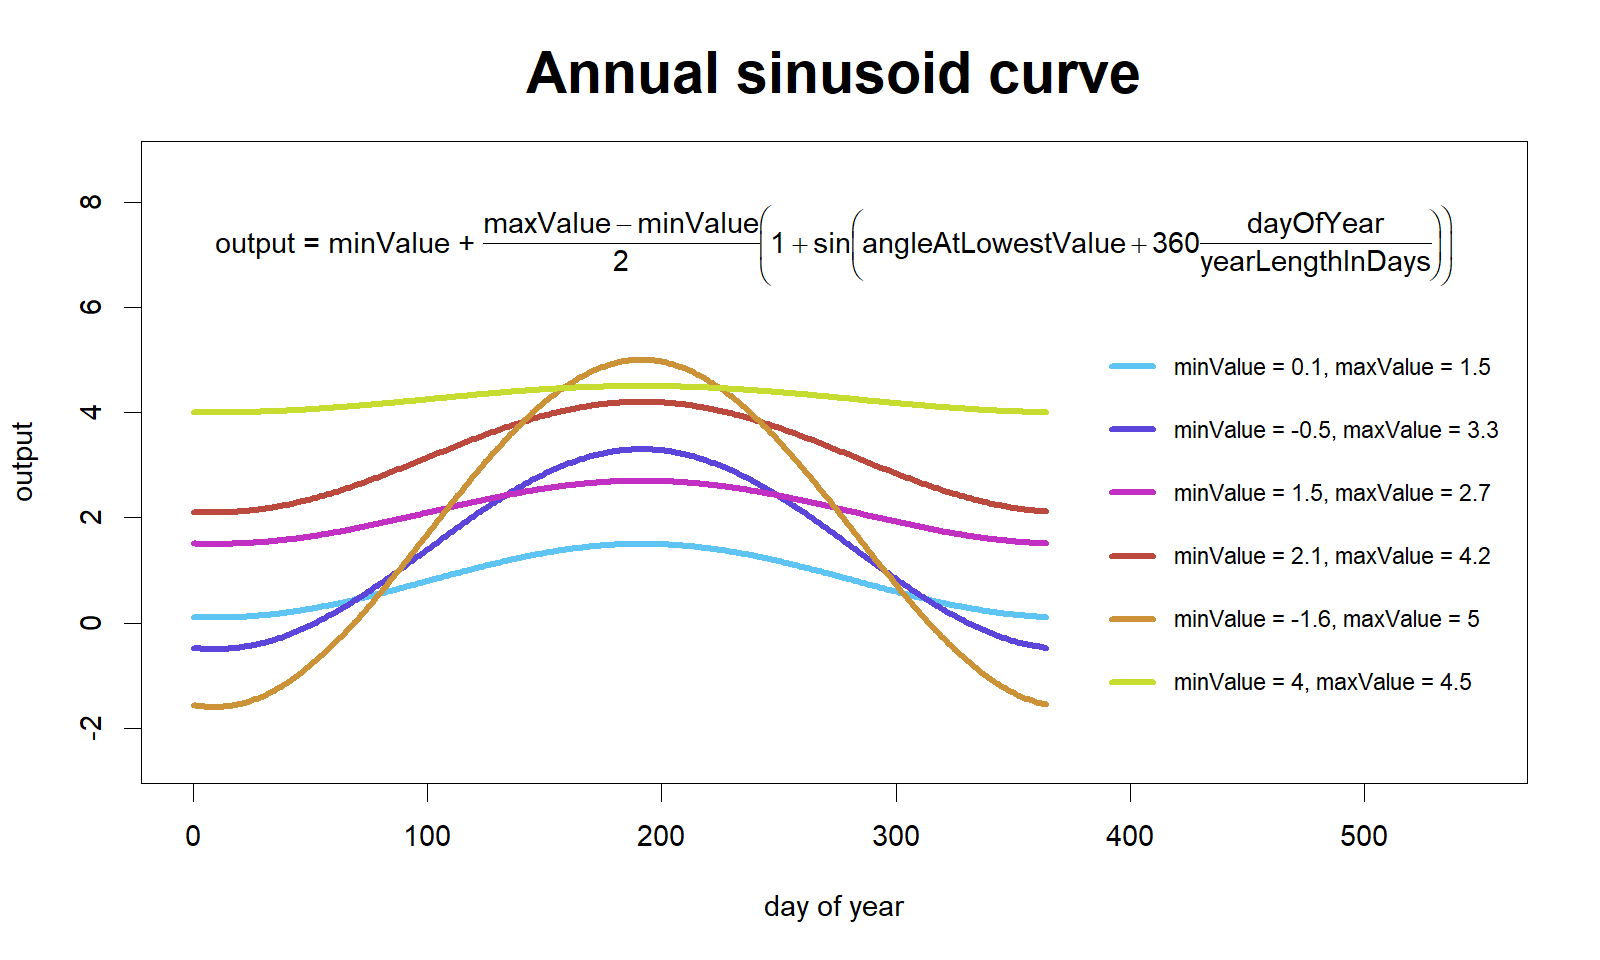 Annual sinusoid curve
output = minValue + maxValue − minValue / 2 (1 + sin(angleAtLowestValue + 360 dayOfYear / yearLengthInDays))
8
6
4
2
0
-2
output
minValue = 0.1, maxValue = 1.5
minValue = -0.5, maxValue = 3.3
minValue = 1.5, maxValue = 2.7
minValue = 2.1, maxValue = 4.2
minValue = -1.6, maxValue = 5
minValue = 4, maxValue = 4.5
0 100 200 300 400 500
day of year